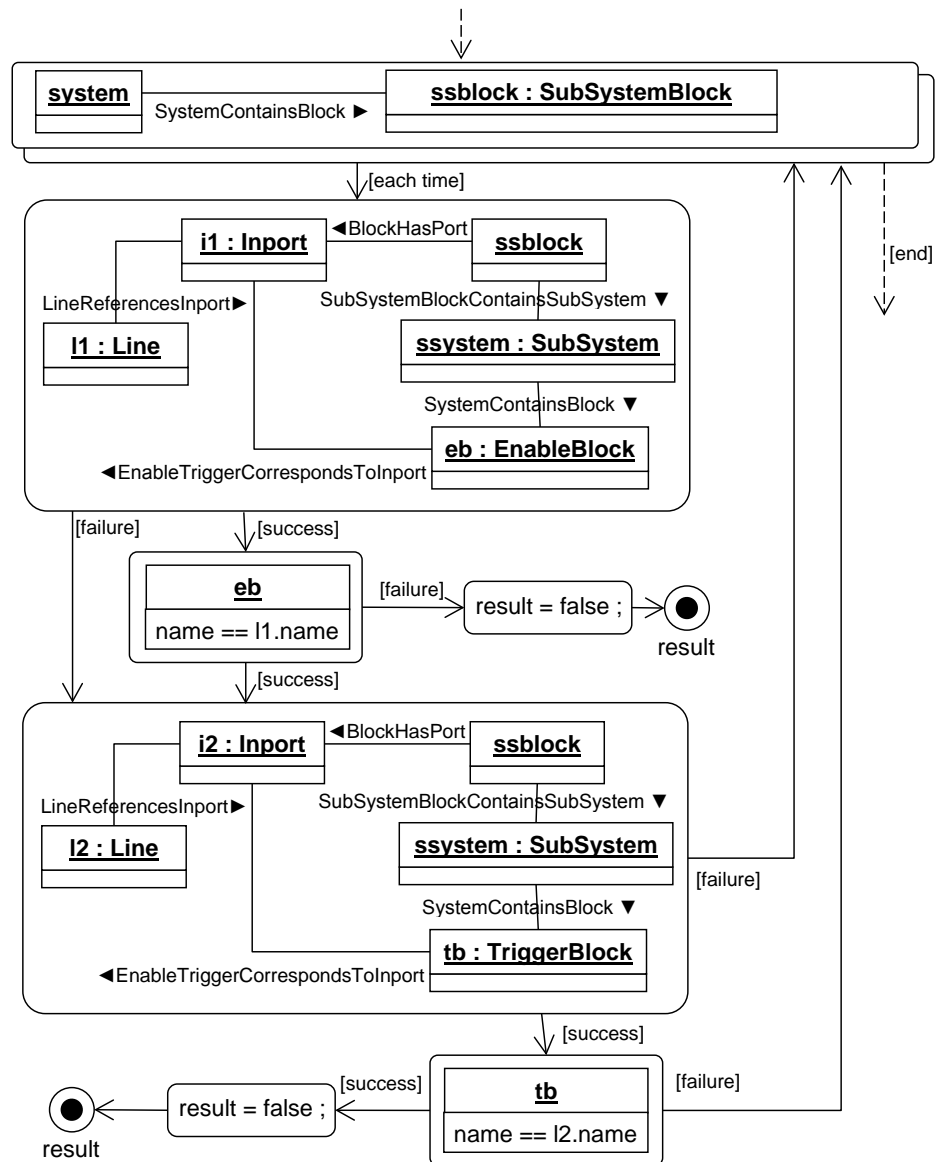 system
ssblock : SubSystemBlock
SystemContainsBlock ►
[each time]
[end]
i1 : Inport
◄BlockHasPort
ssblock
LineReferencesInport►
SubSystemBlockContainsSubSystem ▼
l1 : Line
ssystem : SubSystem
SystemContainsBlock ▼
eb : EnableBlock
◄EnableTriggerCorrespondsToInport
[failure]
[success]
eb
name == l1.name
[failure]
result = false ;
result
[success]
i2 : Inport
◄BlockHasPort
ssblock
LineReferencesInport►
SubSystemBlockContainsSubSystem ▼
l2 : Line
ssystem : SubSystem
[failure]
SystemContainsBlock ▼
tb : TriggerBlock
◄EnableTriggerCorrespondsToInport
[success]
[success]
[failure]
result = false ;
result
tb
name == l2.name